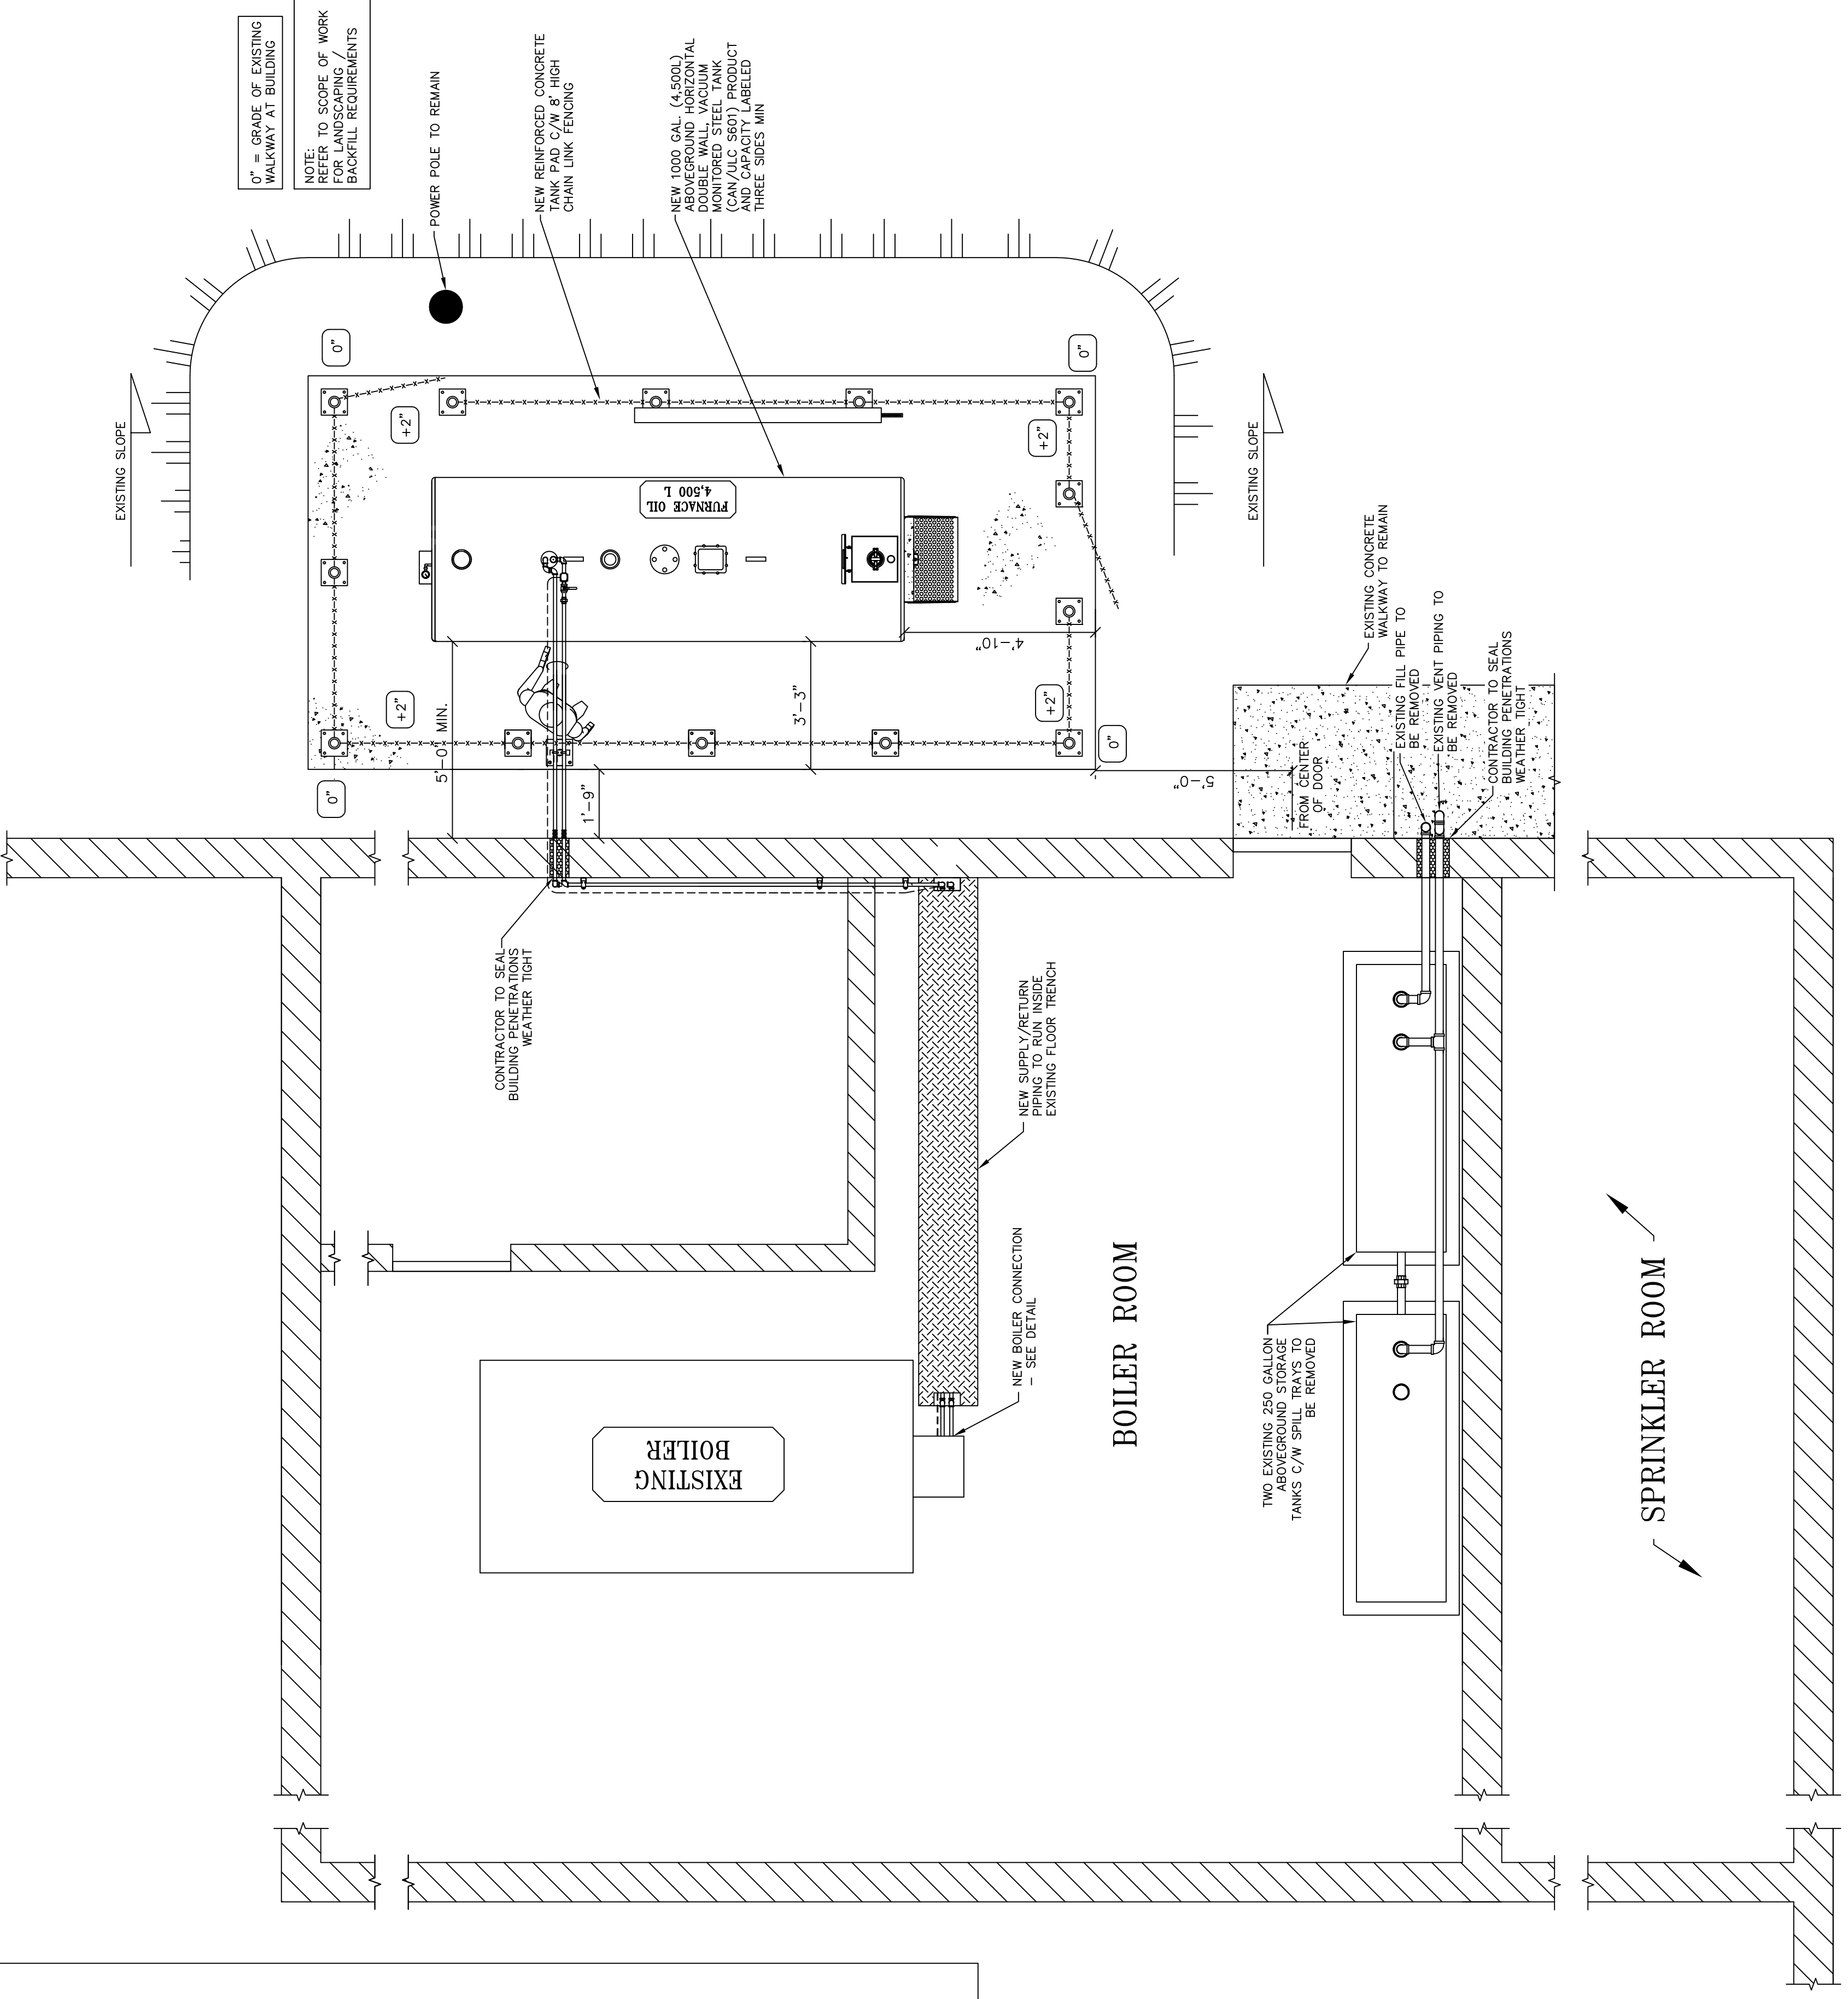 0" = GRADE OF EXISTING
WALKWAY AT BUILDING
NOTE:
REFER TO SCOPE OF WORK
FOR LANDSCAPING /
BACKFILL REQUIREMENTS
POWER POLE TO REMAIN
NEW REINFORCED CONCRETE
TANK PAD C/W 8' HIGH
CHAIN LINK FENCING
NEW 1000 GAL. (4,500L)
ABOVEGROUND HORIZONTAL
DOUBLE WALL, VACUUM
MONITORED STEEL TANK
(CAN/ULC S601) PRODUCT
AND CAPACITY LABELED
THREE SIDES MIN
EXISTING SLOPE
EXISTING SLOPE
0"
0"
+2"
+2"
FURNACE OIL
4,500 L
+2"
+2"
0"
0"
5'-0" MIN.
3'-3"
4'-10"
1'-9"
5'-0"
FROM CENTER
OF DOOR
EXISTING CONCRETE
WALKWAY TO REMAIN
EXISTING FILL PIPE TO
BE REMOVED
EXISTING VENT PIPING TO
BE REMOVED
CONTRACTOR TO SEAL
BUILDING PENETRATIONS
WEATHER TIGHT
CONTRACTOR TO SEAL
BUILDING PENETRATIONS
WEATHER TIGHT
NEW SUPPLY/RETURN
PIPING TO RUN INSIDE
EXISTING FLOOR TRENCH
NEW BOILER CONNECTION
- SEE DETAIL
EXISTING
BOILER
BOILER ROOM
TWO EXISTING 250 GALLON
ABOVEGROUND STORAGE
TANKS C/W SPILL TRAYS TO
BE REMOVED
SPRINKLER ROOM